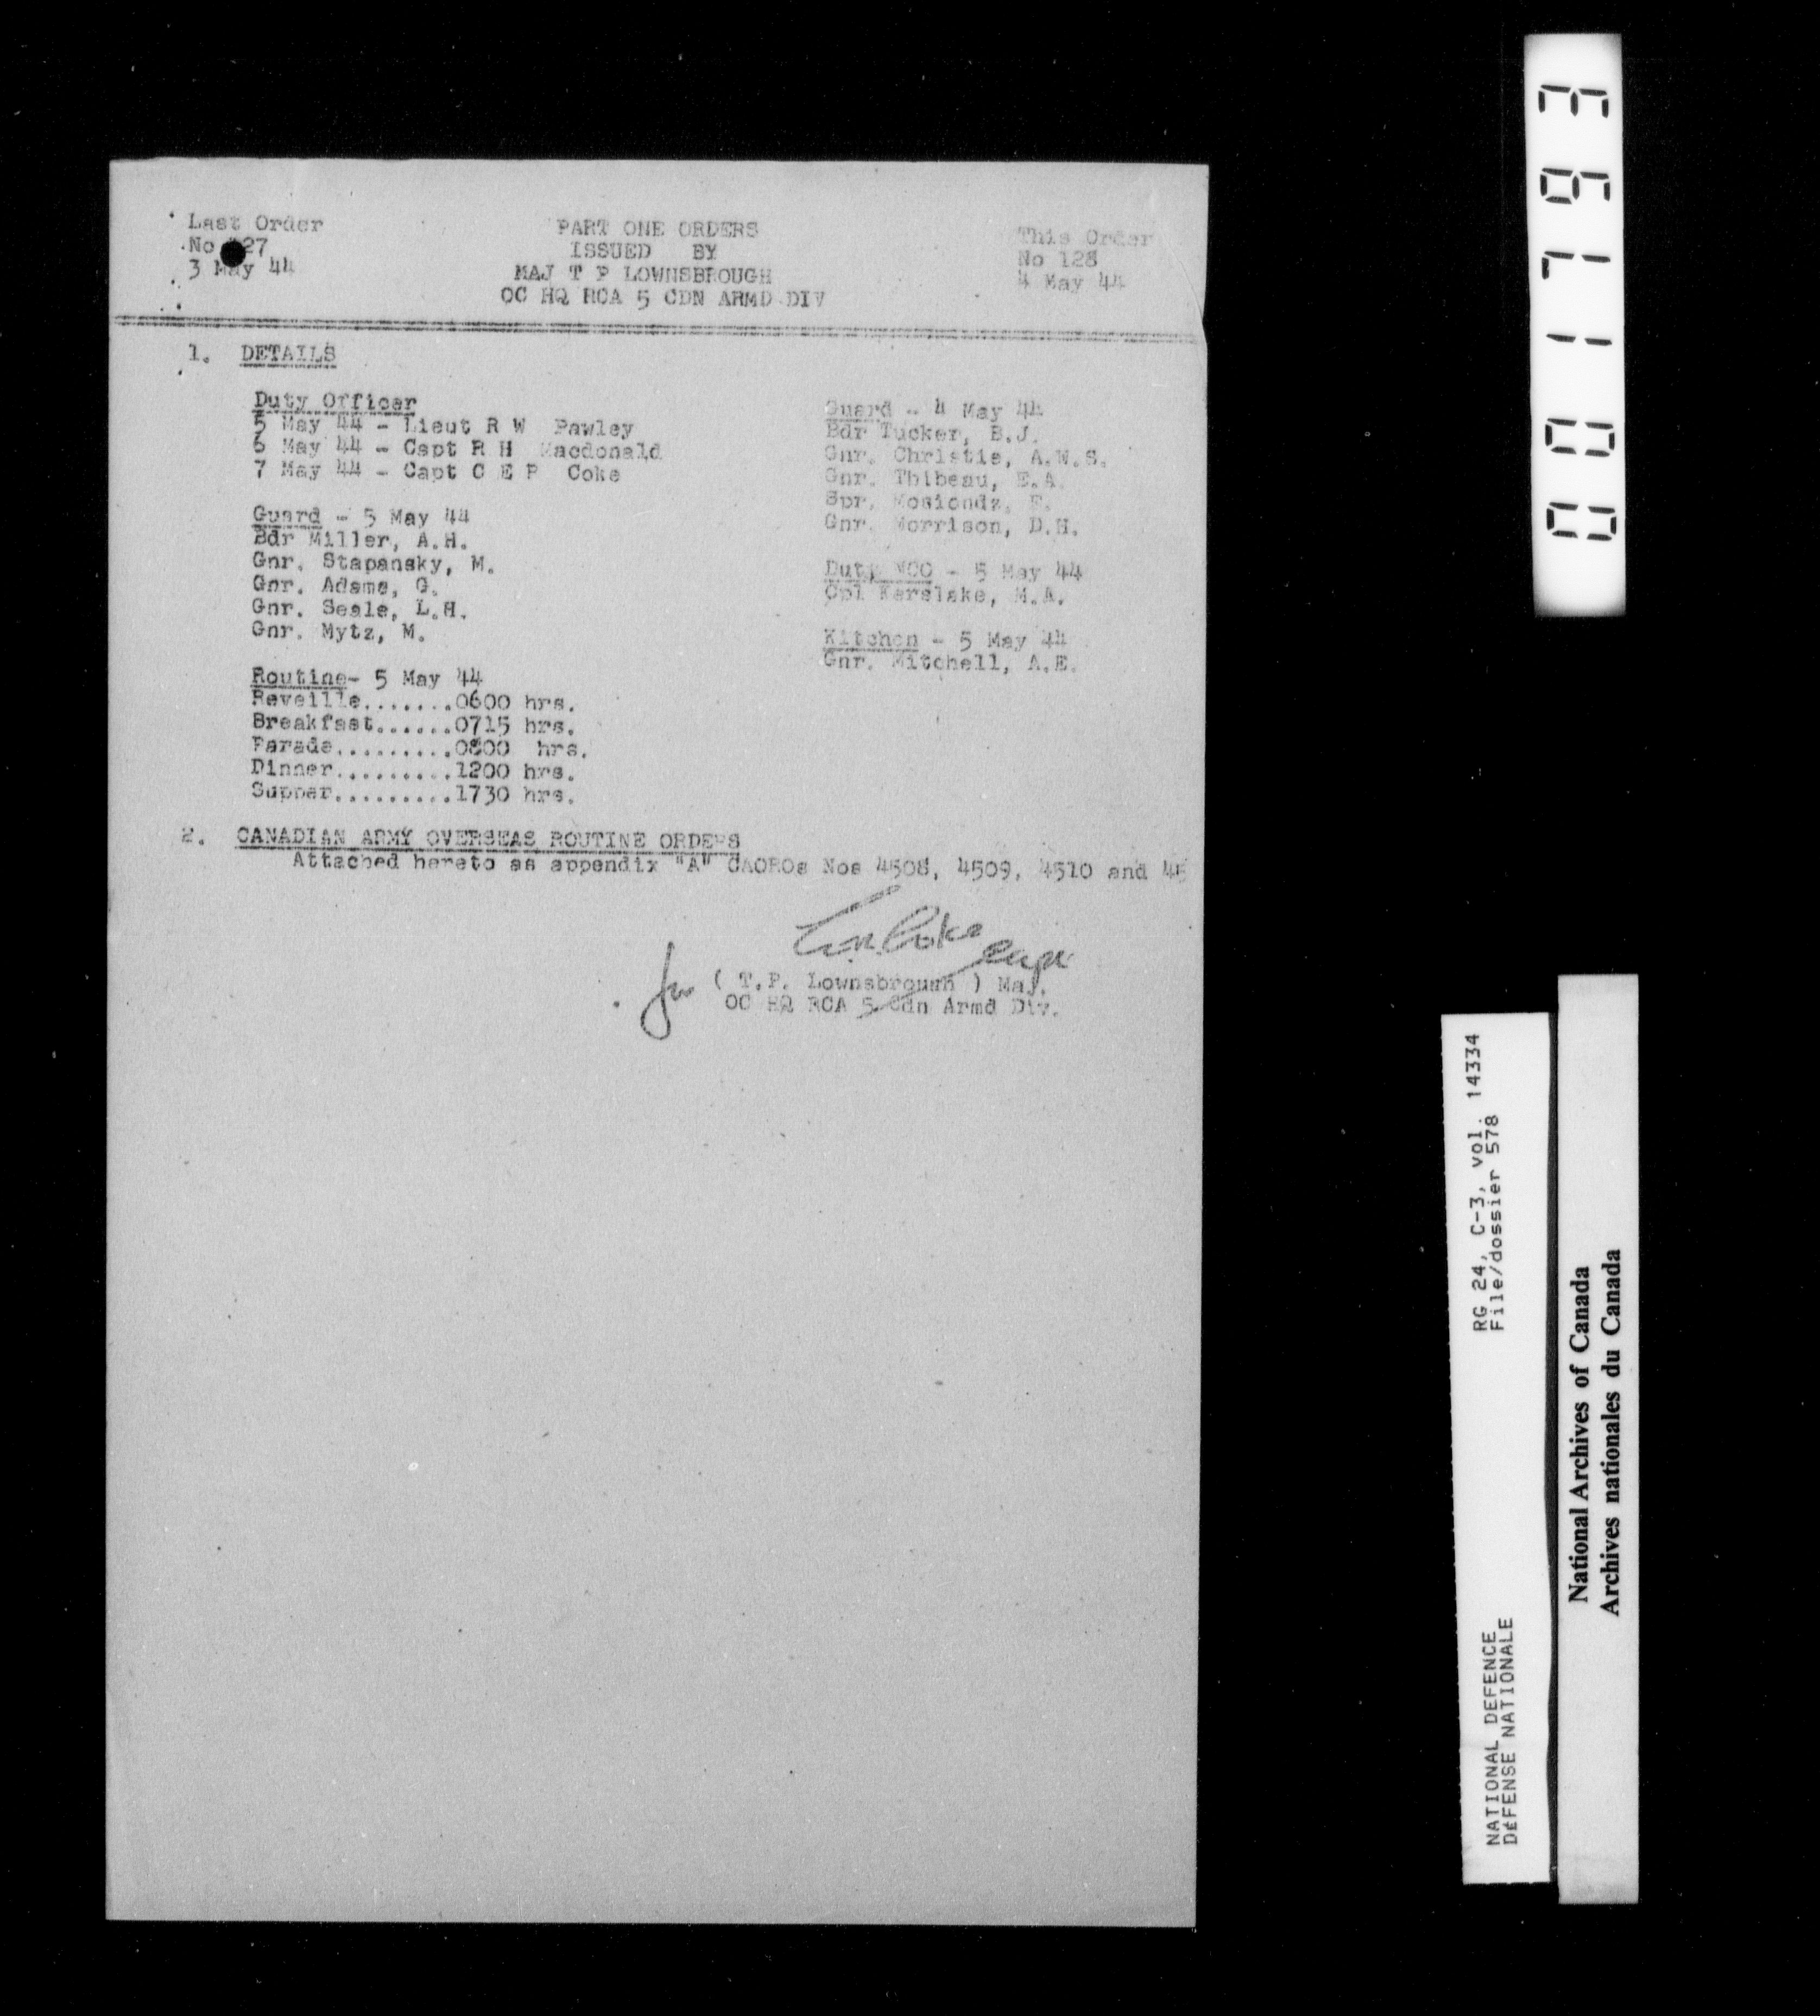 Last Order
No 127
3 May 44
PART ONE ORDERS
ISSUED BY
MAJ T P LOWNSBROUGH
OC HQ RCA 5 CDN ARMD DIV
This Order
No 128
4 May 44
1. DETAILS
Duty Officer
5 May 44 - Lieut R W Pawley
6 May 44 - Capt R H Macdonald
7 May 44 - Capt C E P Coke
Guard - 5 May 44
Bdr Miller, A.H.
Gnr. Stapansky, M.
Gnr. Adams, G.
Gnr. Seale, L.H.
Gnr. Mytz, M.
Routine- 5 May 44
Reveille.......0600 hrs.
Breakfast......0715 hrs.
Parade.........0800 hrs.
Dinner.........1200 hrs.
Supper.........1730 hrs.
Guard - 4 May 44
Bdr Tucker, B.J.
Gnr. Christie, A.W.S.
Gnr. Thibeau, E.A.
Spr. Mosiondz, F.
Gnr. Morrison, D.H.
Duty NCO - 5 May 44
Cpl Kerslake, M.A.
Kitchen - 5 May 44
Gnr. Mitchell, A.E.
2. CANADIAN ARMY OVERSEAS ROUTINE ORDERS
Attached hereto as appendix "A" CAOROs Nos 4508, 4509, 4510 and 45
Coke Capt
for ( T.P. Lownsbrough ) Maj.
OC HQ RCA 5 Cdn Armd Div.
RG 24, C-3, vol. 14334
File/dossier 578
NATIONAL DEFENCE
DÉFENSE NATIONALE
National Archives of Canada
Archives nationales du Canada